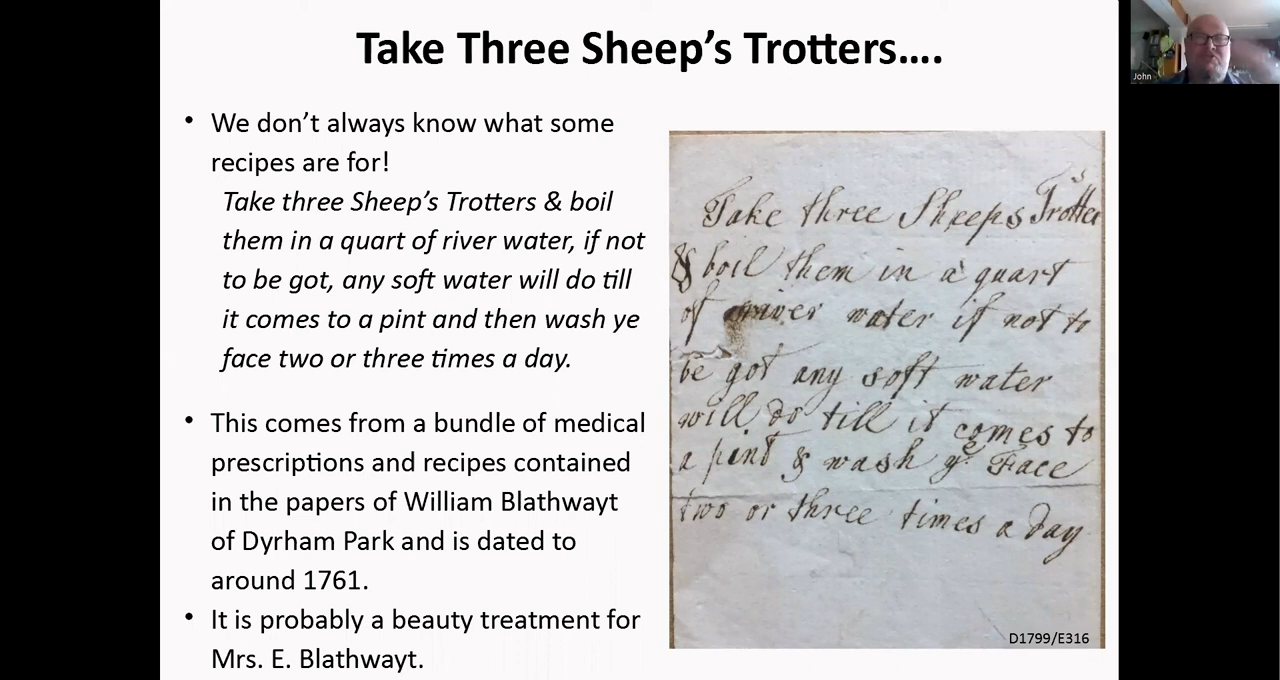 Take Three Sheep's Trotters….
• We don't always know what some
recipes are for!
Take three Sheep's Trotters & boil
them in a quart of river water, if not
to be got, any soft water will do till
it comes to a pint and then wash ye
face two or three times a day.
• This comes from a bundle of medical
prescriptions and recipes contained
in the papers of William Blathwayt
of Dyrham Park and is dated to
around 1761.
• It is probably a beauty treatment for
Mrs. E. Blathwayt.
Take three Sheeps Trotters
& boil them in a quart
of river water if not to
be got any soft water
will do till it comes to
a pint & wash ye Face
two or three times a day
D1799/E316
John